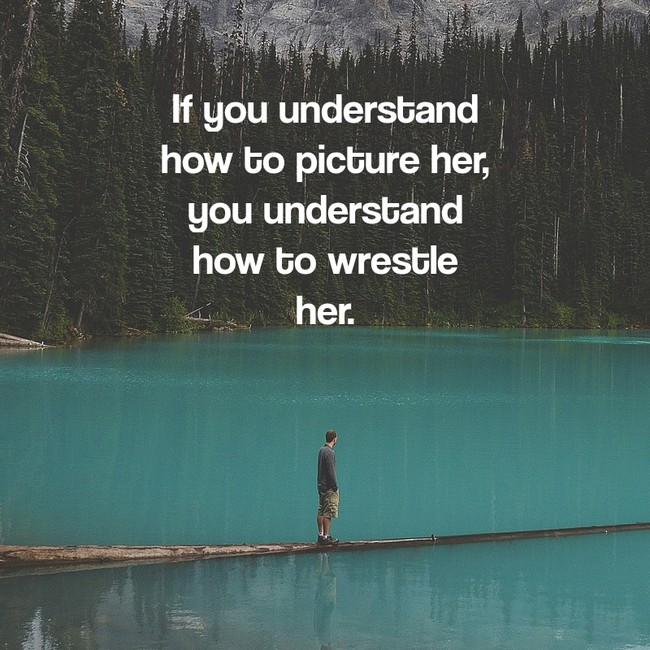 If you understand
how to picture her,
you understand
how to wrestle
her.